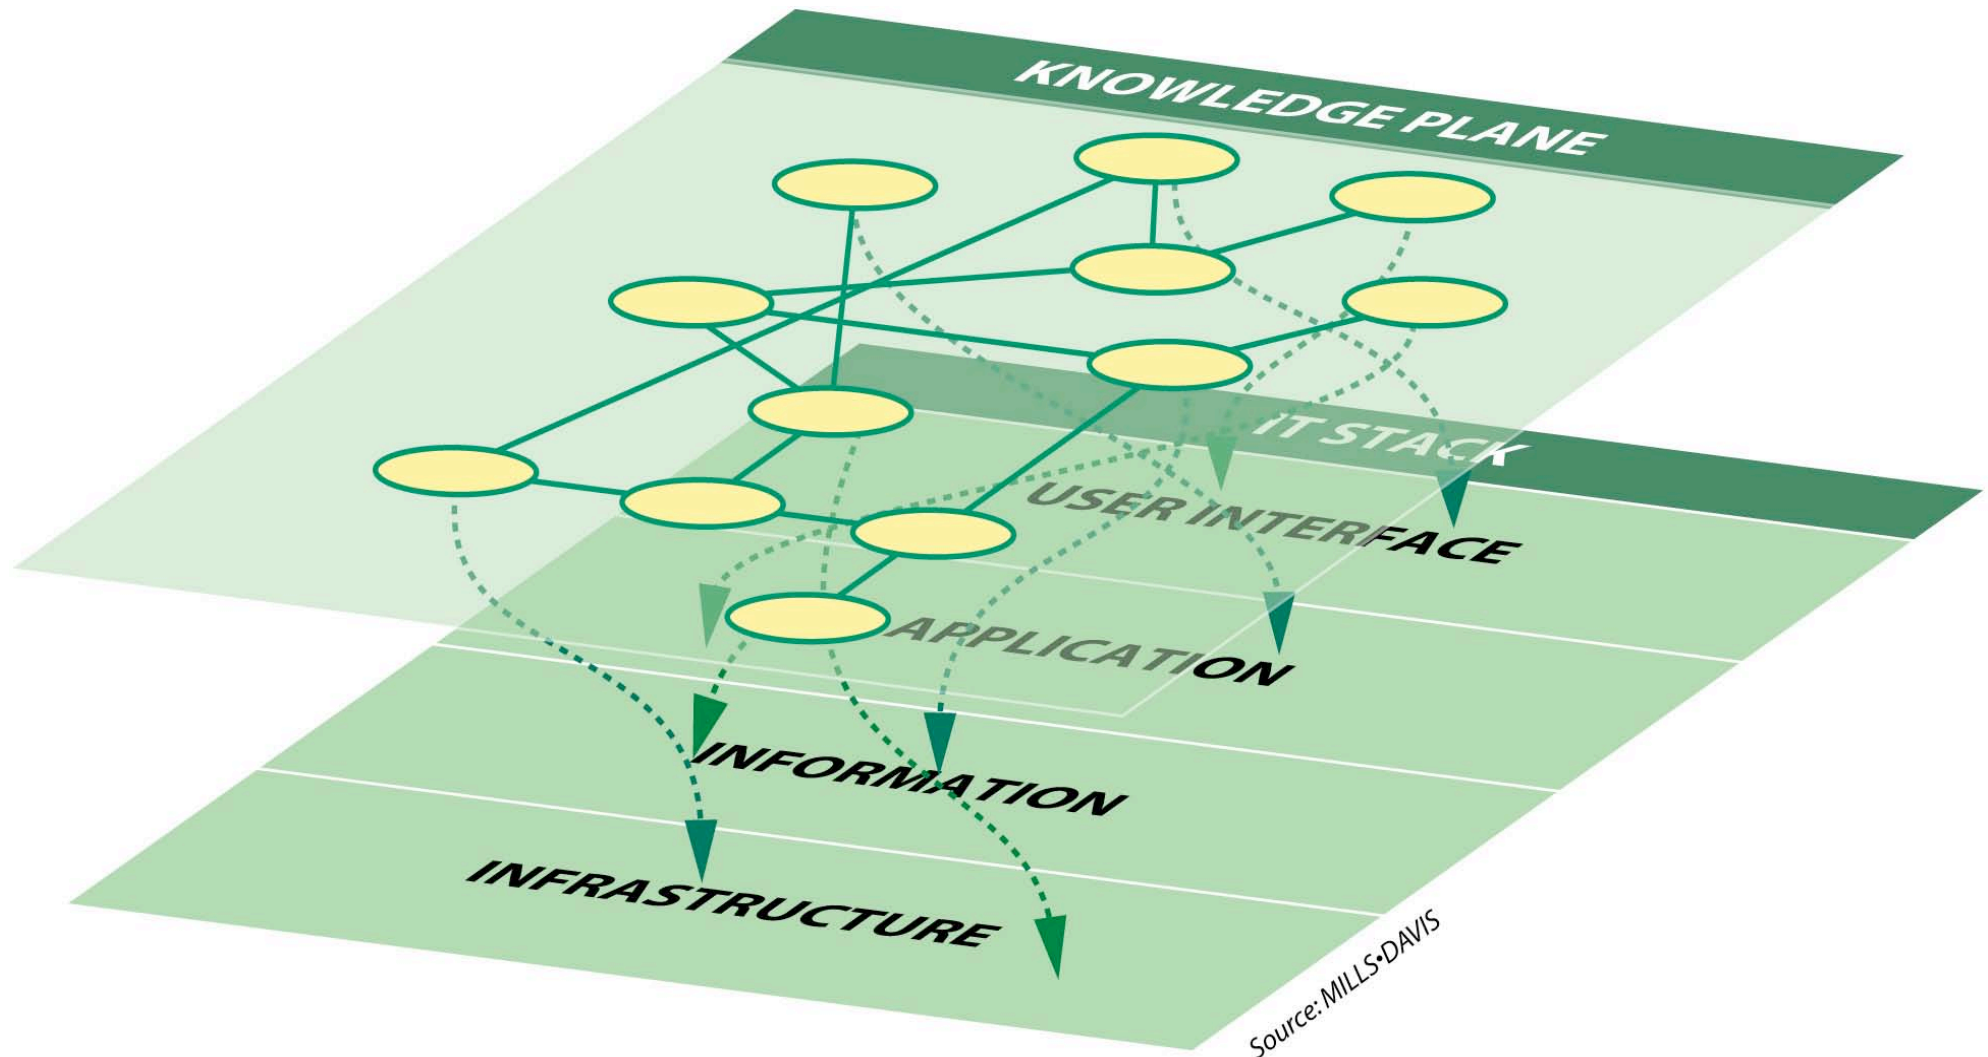 KNOWLEDGE PLANE
IT STACK
USER INTERFACE
APPLICATION
INFORMATION
INFRASTRUCTURE
Source: MILLS•DAVIS